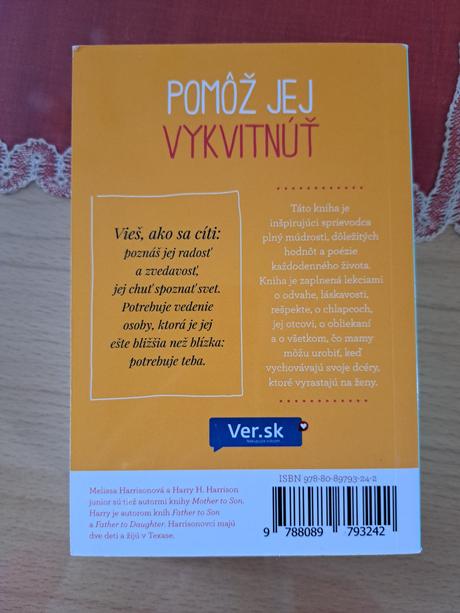 POMÔŽ JEJ
VYKVITNÚŤ
Vieš, ako sa cíti:
poznáš jej radosť
a zvedavosť,
jej chuť spoznať svet.
Potrebuje vedenie
osoby, ktorá je jej
ešte bližšia než blízka:
potrebuje teba.
Táto kniha je
inšpirujúci sprievodca
plný múdrosti, dôležitých
hodnôt a poézie
každodenného života.
Kniha je zaplnená lekciami
o odvahe, láskavosti,
rešpekte, o chlapcoch,
jej otcovi, o obliekaní
a o všetkom, čo mamy
môžu urobiť, keď
vychovávajú svoje dcéry,
ktoré vyrastajú na ženy.
Ver.sk
Melissa Harrisonová a Harry H. Harrison
junior sú tiež autormi knihy Mother to Son.
Harry je autorom kníh Father to Son
a Father to Daughter. Harrisonovci majú
dve deti a žijú v Texase.
ISBN 978-80-89793-24-2
9 788089 793242